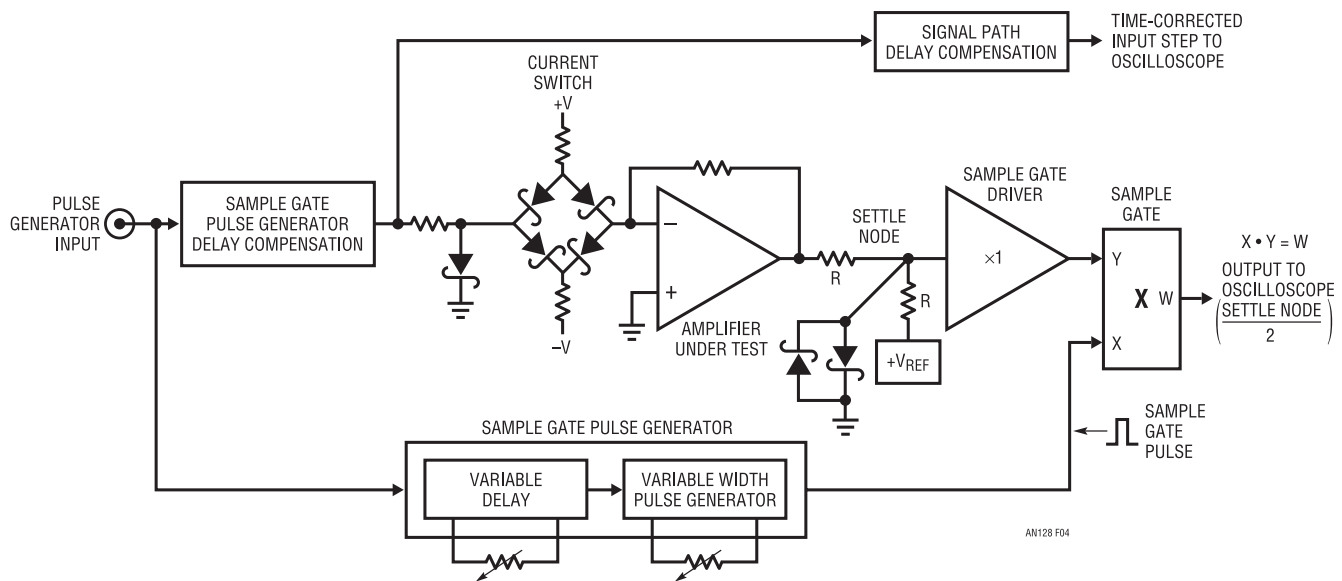 SIGNAL PATH
DELAY COMPENSATION
TIME-CORRECTED
INPUT STEP TO
OSCILLOSCOPE
CURRENT
SWITCH
+V
PULSE
GENERATOR
INPUT
SAMPLE GATE
PULSE GENERATOR
DELAY COMPENSATION
–
+
AMPLIFIER
UNDER TEST
–V
R
SETTLE
NODE
R
+VREF
SAMPLE GATE
DRIVER
×1
SAMPLE
GATE
Y
X W
X
X • Y = W
OUTPUT TO
OSCILLOSCOPE
(SETTLE NODE
2)
SAMPLE
GATE
PULSE
SAMPLE GATE PULSE GENERATOR
VARIABLE
DELAY
VARIABLE WIDTH
PULSE GENERATOR
AN128 F04